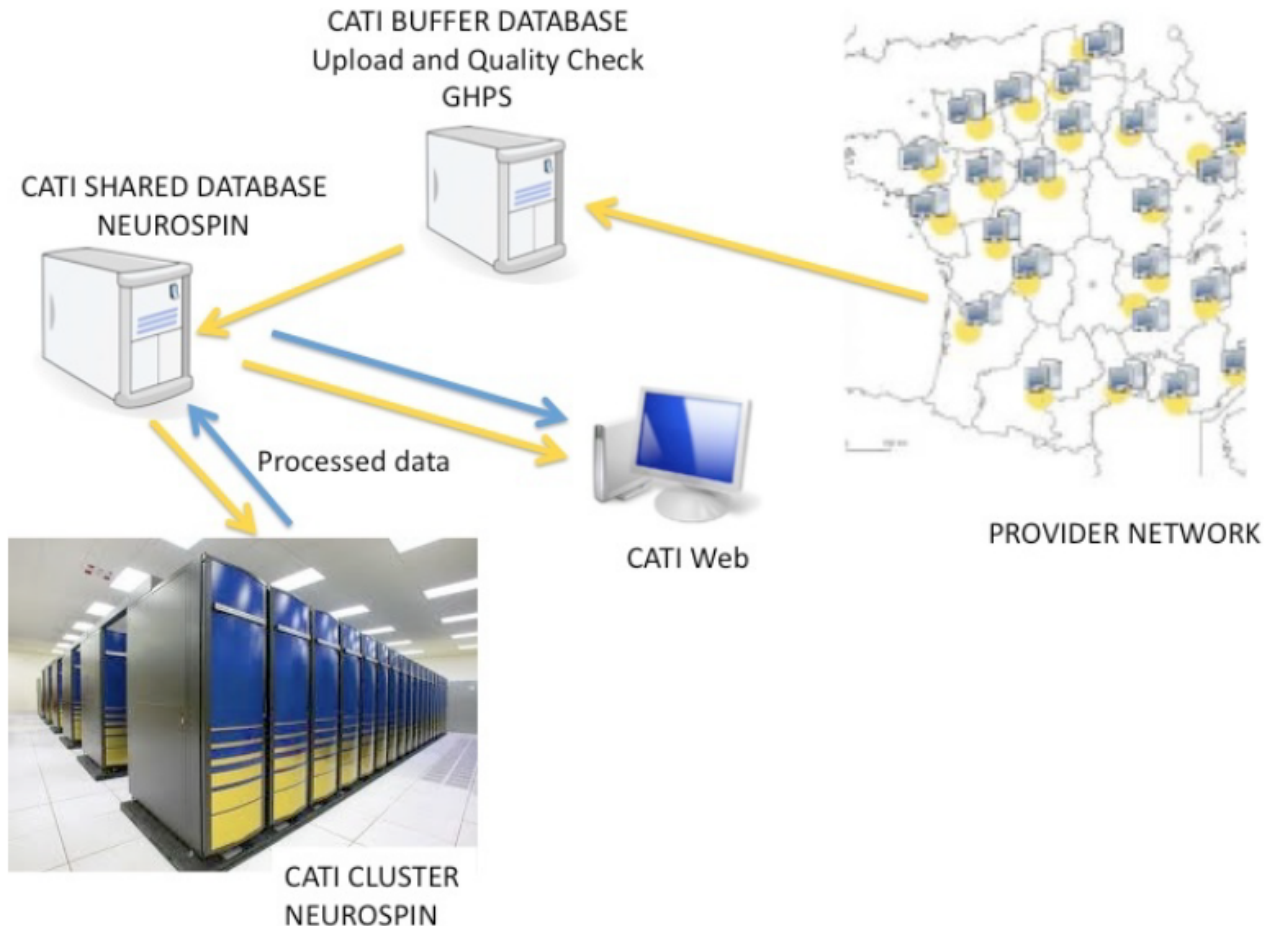 CATI BUFFER DATABASE
Upload and Quality Check
GHPS
CATI SHARED DATABASE
NEUROSPIN
Processed data
CATI Web
PROVIDER NETWORK
CATI CLUSTER
NEUROSPIN